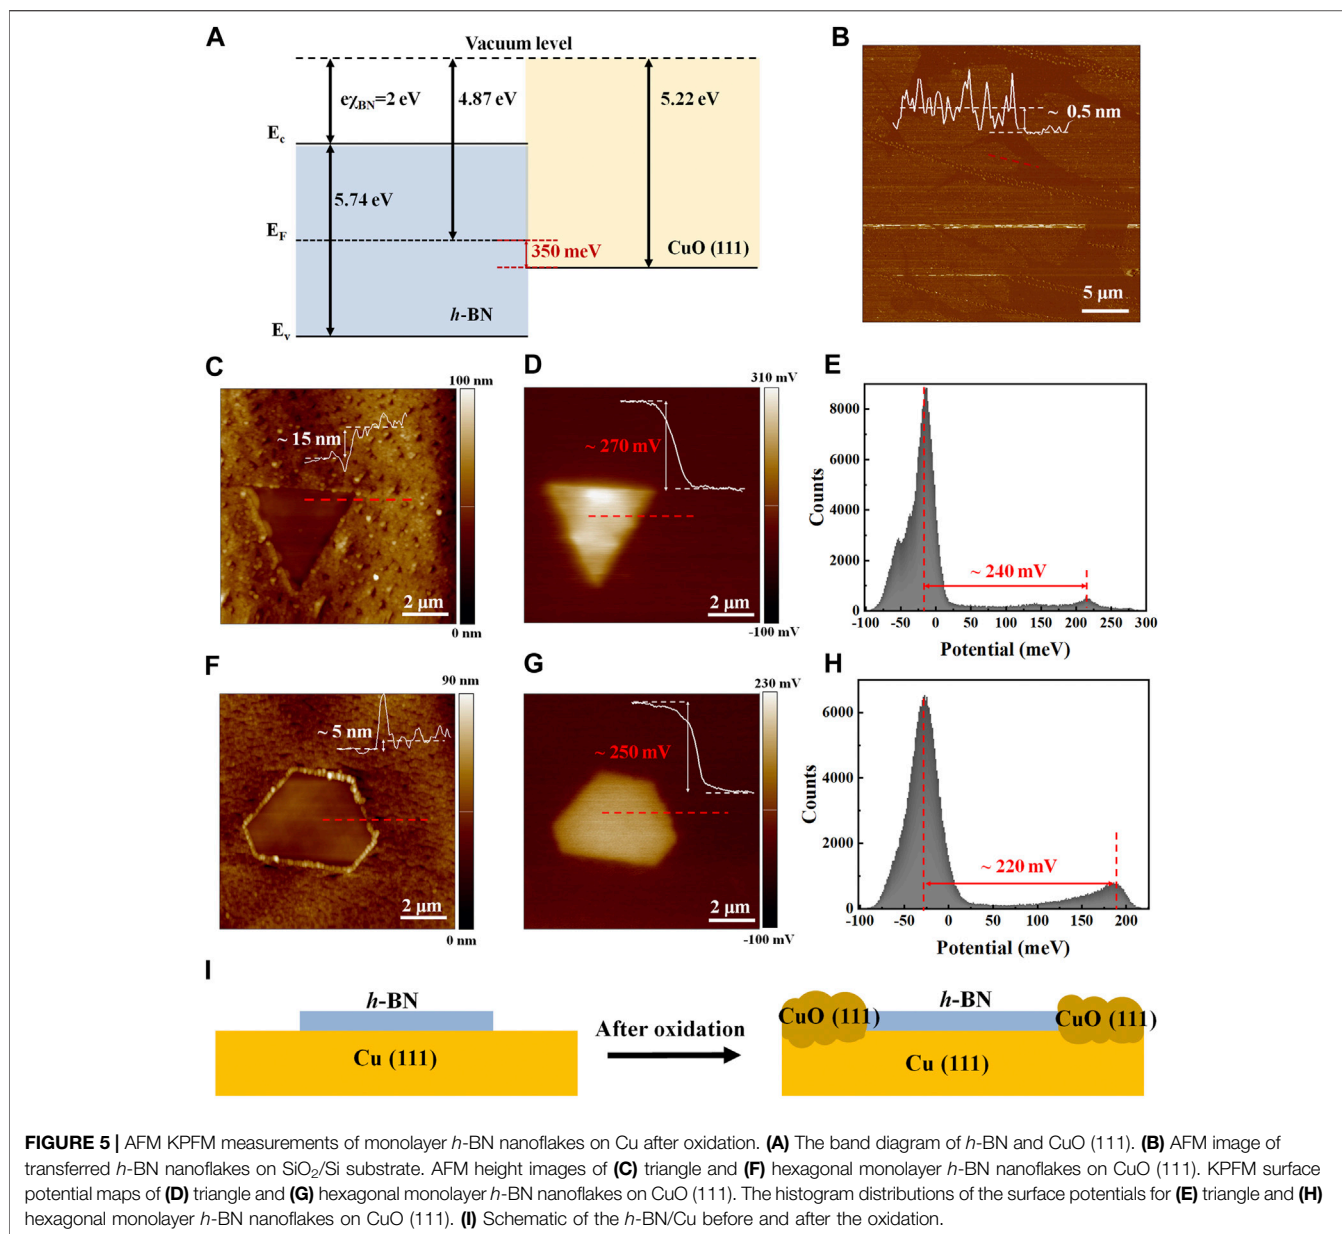 A
Vacuum level
eχBN=2 eV
4.87 eV
5.22 eV
Ec
5.74 eV
EF
350 meV
CuO (111)
h-BN
Ev
B
~ 0.5 nm
5 μm
C
100 nm
~ 15 nm
2 μm
0 nm
D
310 mV
~ 270 mV
2 μm
-100 mV
E
8000
6000
4000
2000
0
Counts
~ 240 mV
-100 -50 0 50 100 150 200 250 300
Potential (meV)
F
90 nm
~ 5 nm
2 μm
0 nm
G
230 mV
~ 250 mV
2 μm
-100 mV
H
6000
4000
2000
0
Counts
~ 220 mV
-100 -50 0 50 100 150 200
Potential (meV)
I
h-BN
Cu (111)
After oxidation
h-BN
CuO (111)
CuO (111)
Cu (111)
FIGURE 5 | AFM KPFM measurements of monolayer h-BN nanoflakes on Cu after oxidation. (A) The band diagram of h-BN and CuO (111). (B) AFM image of
transferred h-BN nanoflakes on SiO2/Si substrate. AFM height images of (C) triangle and (F) hexagonal monolayer h-BN nanoflakes on CuO (111). KPFM surface
potential maps of (D) triangle and (G) hexagonal monolayer h-BN nanoflakes on CuO (111). The histogram distributions of the surface potentials for (E) triangle and (H)
hexagonal monolayer h-BN nanoflakes on CuO (111). (I) Schematic of the h-BN/Cu before and after the oxidation.